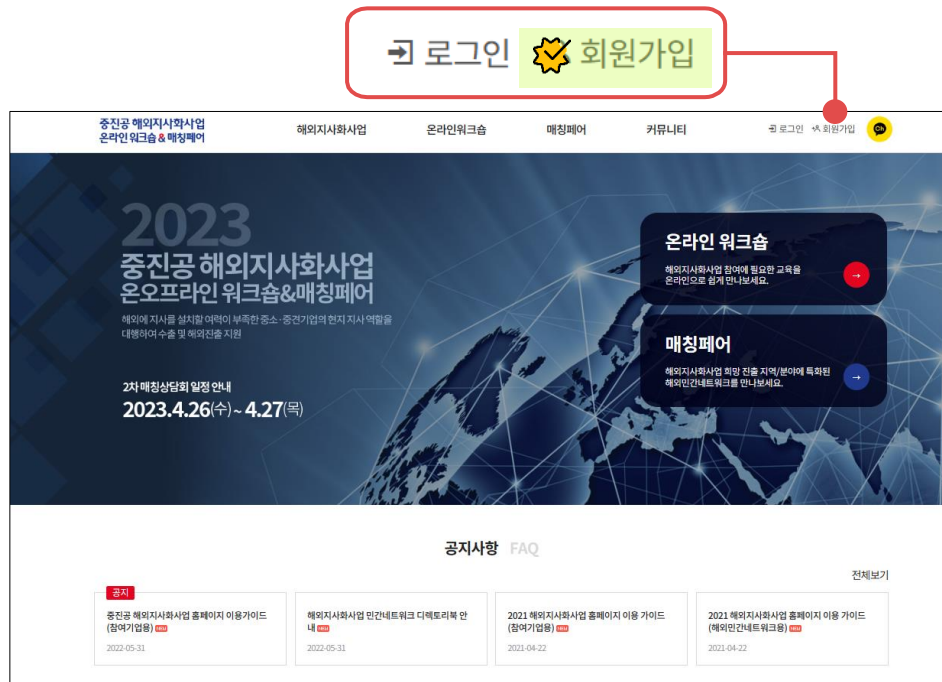 로그인 회원가입
중진공 해외지사화사업
온라인 워크숍 & 매칭페어
해외지사화사업 온라인워크숍 매칭페어 커뮤니티 로그인 회원가입 Ch
2023
중진공 해외지사화사업
온오프라인 워크숍&매칭페어
해외에 지사를 설치할 여력이 부족한 중소·중견기업의 현지 지사 역할을
대행하여 수출 및 해외진출 지원
2차 매칭상담회 일정 안내
2023.4.26(수) ~ 4.27(목)
온라인 워크숍
해외지사화사업 참여에 필요한 교육을
온라인으로 쉽게 만나보세요.
매칭페어
해외지사화사업 희망 진출 지역/분야에 특화된
해외민간네트워크를 만나보세요.
공지사항 FAQ
전체보기
공지
중진공 해외지사화사업 홈페이지 이용가이드
(참여기업용) NEW
2022-05-31
해외지사화사업 민간네트워크 디렉토리북 안
내 NEW
2022-05-31
2021 해외지사화사업 홈페이지 이용 가이드
(참여기업용) NEW
2021-04-22
2021 해외지사화사업 홈페이지 이용 가이드
(해외민간네트워크용) NEW
2021-04-22